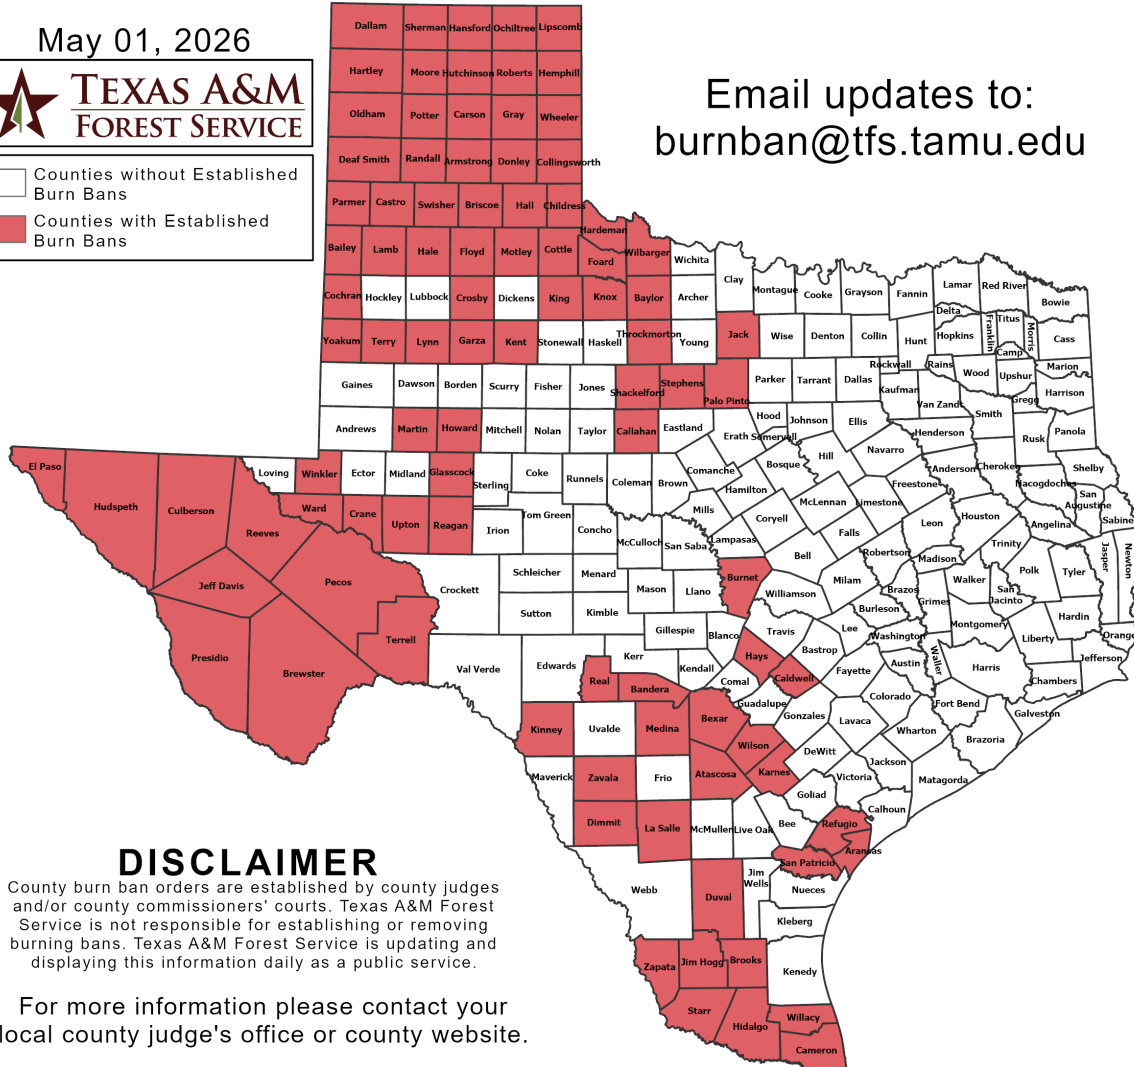 May 01, 2026
TEXAS A&M
FOREST SERVICE
Counties without Established
Burn Bans
Counties with Established
Burn Bans
Email updates to:
burnban@tfs.tamu.edu
Dallam Sherman Hansford Ochiltree Lipscomb
Hartley Moore Hutchinson Roberts Hemphill
Oldham Potter Carson Gray Wheeler
Deaf Smith Randall Armstrong Donley Collingsworth
Parmer Castro Swisher Briscoe Hall Childress
Hardeman
Bailey Lamb Hale Floyd Motley Cottle Foard Wilbarger Wichita
Clay Montague Cooke Grayson Fannin Lamar Red River Bowie
Cochran Hockley Lubbock Crosby Dickens King Knox Baylor Archer
Delta Franklin Titus Morris
Yoakum Terry Lynn Garza Kent Stonewall Haskell Throckmorton Young Jack Wise Denton Collin Hunt Hopkins Camp Cass
Rockwall Rains Wood Upshur Marion
Gaines Dawson Borden Scurry Fisher Jones Shackelford Stephens Palo Pinto Parker Tarrant Dallas Kaufman Van Zandt Smith Gregg Harrison
Andrews Martin Howard Mitchell Nolan Taylor Callahan Eastland Erath Hood Somervell Johnson Ellis Henderson Rusk Panola
El Paso Hudspeth Culberson Reeves Loving Winkler Ector Midland Glasscock Sterling Coke Runnels Coleman Brown Comanche Hamilton Bosque Hill Navarro Freestone Anderson Cherokee Nacogdoches Shelby
San
Augustine
Sabine
Ward Crane Upton Reagan Irion Tom Green Concho McCulloch San Saba Mills Lampasas Coryell McLennan Limestone Falls Leon Houston Angelina
Trinity
Jasper
Newton
Jeff Davis Pecos Crockett Schleicher Menard Mason Llano Burnet Bell Williamson Milam Robertson Brazos Madison Grimes Walker
San
Jacinto
Polk Tyler
Sutton Kimble Gillespie Blanco Travis Lee Burleson Washington Montgomery Liberty Hardin Orange
Presidio Brewster Terrell Val Verde Edwards Kerr Kendall Comal Hays Caldwell Bastrop Fayette Austin Waller Harris Chambers Jefferson
Real Bandera Guadalupe Gonzales Lavaca Colorado Fort Bend Galveston
Kinney Uvalde Medina Bexar Wilson Karnes DeWitt Jackson Wharton Brazoria
Maverick Zavala Frio Atascosa Goliad Victoria Matagorda
Dimmit La Salle McMullen Live Oak Bee Refugio Calhoun
Aransas
San Patricio
Webb Duval
Jim
Wells
Nueces
Kleberg
Zapata Jim Hogg Brooks Kenedy
Starr Hidalgo Willacy
Cameron
DISCLAIMER
County burn ban orders are established by county judges
and/or county commissioners' courts. Texas A&M Forest
Service is not responsible for establishing or removing
burning bans. Texas A&M Forest Service is updating and
displaying this information daily as a public service.
For more information please contact your
local county judge's office or county website.